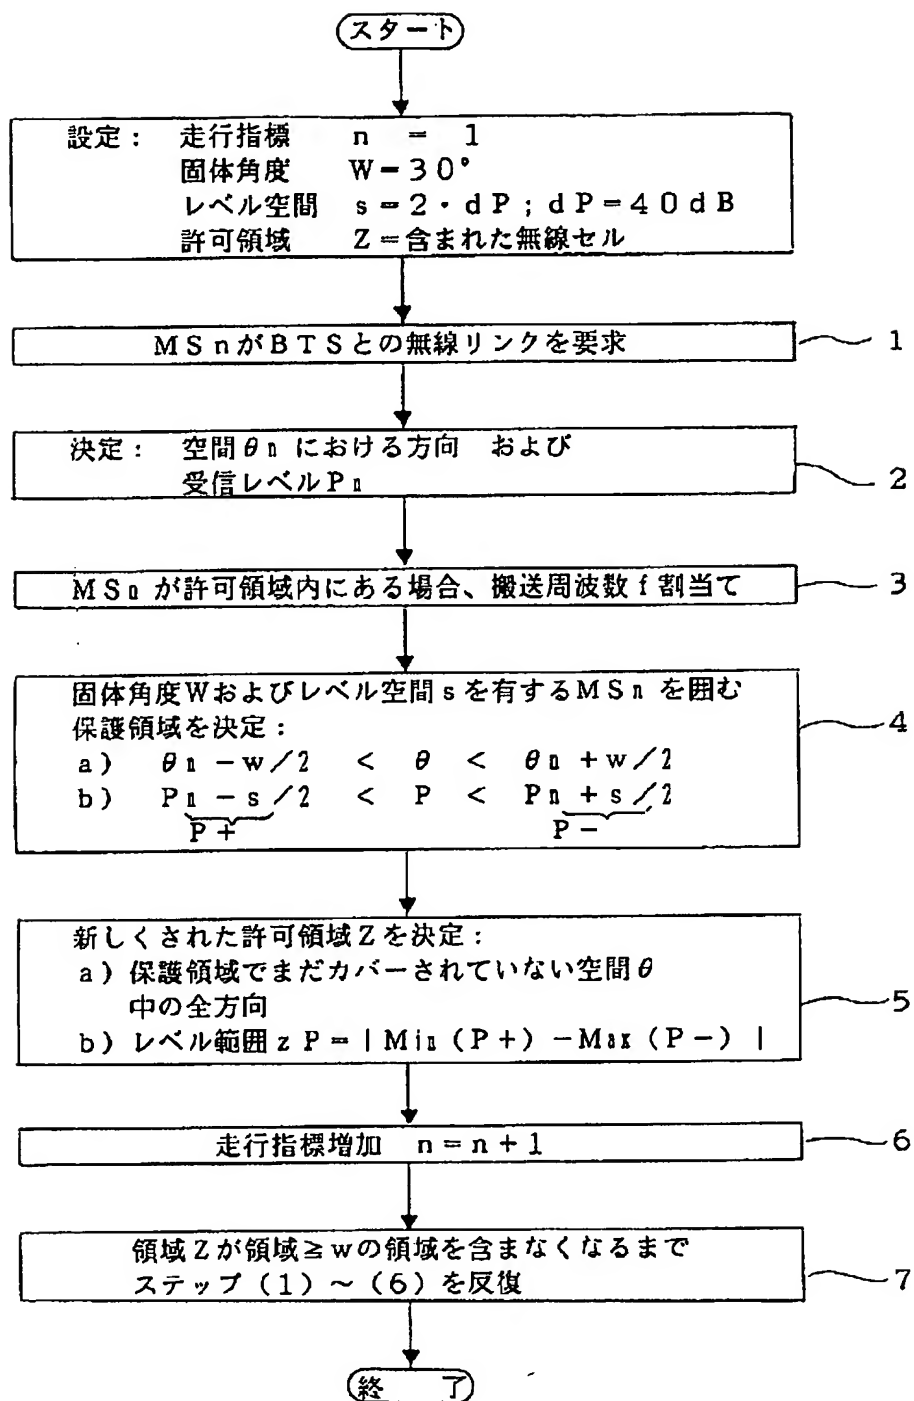 スタート
設定： 走行指標 n ＝ 1
固体角度 W＝30°
レベル空間 s＝2・dP；dP＝40dB
許可領域 Z＝含まれた無線セル
MSnがBTSとの無線リンクを要求
1
決定： 空間θn における方向 および
受信レベルPn
2
MSn が許可領域内にある場合、搬送周波数 f 割当て
3
固体角度Wおよびレベル空間sを有するMSn を囲む
保護領域を決定：
a） θn－w／2 ＜ θ ＜ θn＋w／2
b） Pn－s／2 ＜ P ＜ Pn＋s／2
P＋ P－
4
新しくされた許可領域Zを決定：
a）保護領域でまだカバーされていない空間θ
中の全方向
b）レベル範囲zP＝｜Min（P＋）－Max（P－）｜
5
走行指標増加 n＝n＋1
6
領域Zが領域≧wの領域を含まなくなるまで
ステップ（1）～（6）を反復
7
終 了